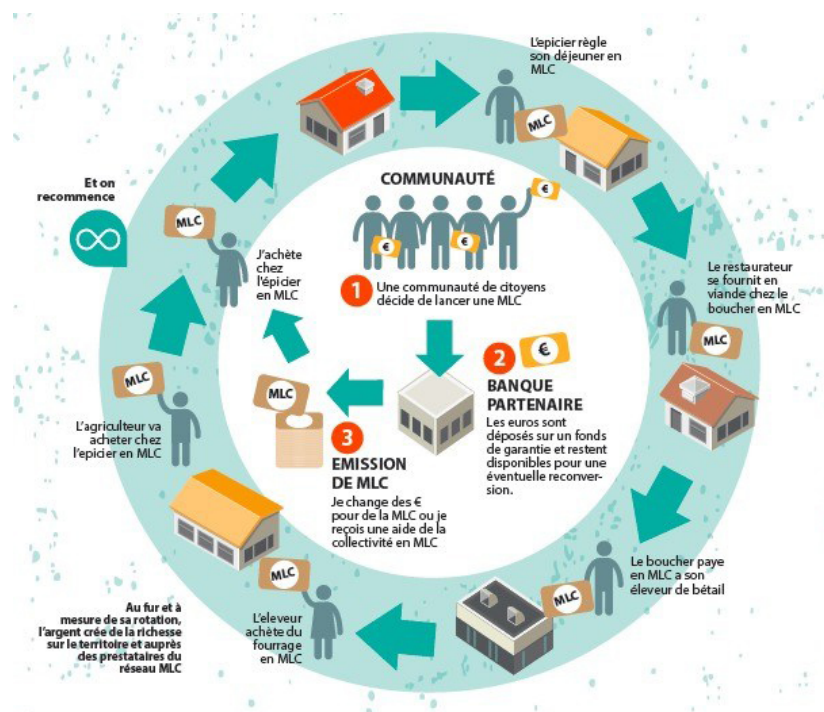 L'epicier règle
son déjeuner en
MLC
MLC
COMMUNAUTÉ
€
€
€
1
Une communauté de citoyens
décide de lancer une MLC
Et on
recommence
MLC
J'achète
chez
l'épicier
en MLC
Le restaurateur
se fournit en
viande chez le
boucher en MLC
MLC
2
€
BANQUE
PARTENAIRE
Les euros sont
déposés sur un fonds
de garantie et restent
disponibles pour une
éventuelle reconver-
sion.
MLC
3
EMISSION
DE MLC
Je change des €
pour de la MLC ou je
reçois une aide de la
collectivité en MLC
MLC
L'agriculteur va
acheter chez
l'epicier en MLC
Le boucher paye
en MLC a son
éleveur de bétail
MLC
MLC
L'eleveur
achète du
fourrage
en MLC
Au fur et à
mesure de sa rotation,
l'argent crée de la richesse
sur le territoire et auprès
des prestataires du
réseau MLC